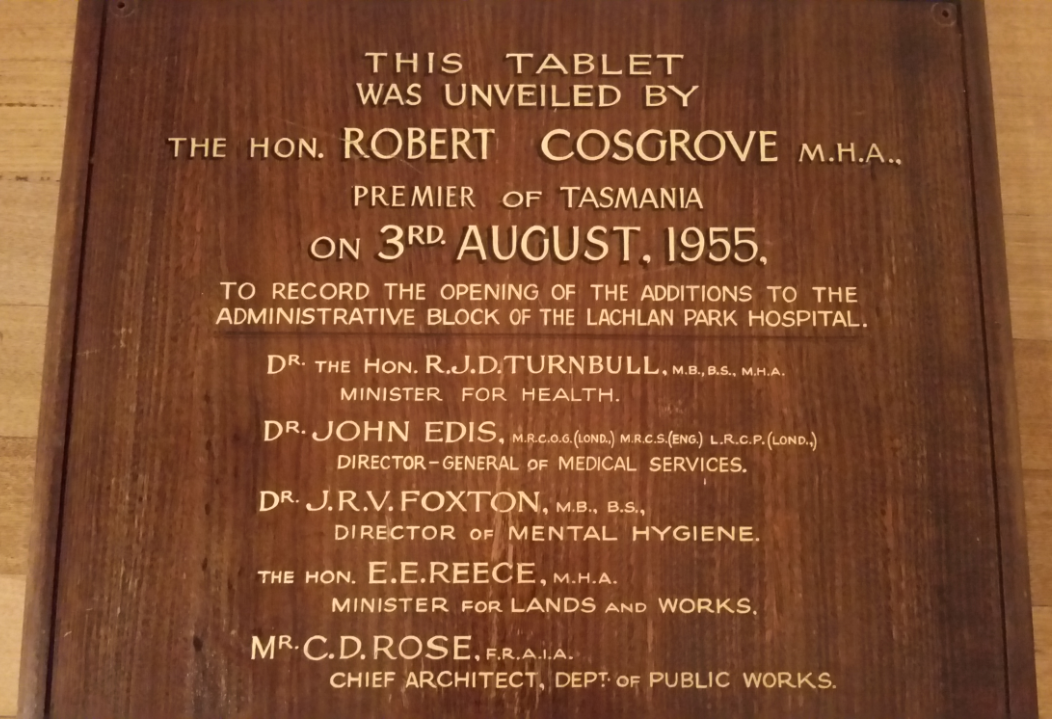 THIS TABLET
WAS UNVEILED BY
THE HON. ROBERT COSGROVE M.H.A.,
PREMIER OF TASMANIA
ON 3RD. AUGUST, 1955,
TO RECORD THE OPENING OF THE ADDITIONS TO THE
ADMINISTRATIVE BLOCK OF THE LACHLAN PARK HOSPITAL.
DR. THE HON. R.J.D. TURNBULL, M.B., B.S., M.H.A.
MINISTER FOR HEALTH.
DR. JOHN EDIS, M.R.C.O.G.(LOND.,) M.R.C.S.(ENG.) L.R.C.P.(LOND.,)
DIRECTOR-GENERAL OF MEDICAL SERVICES.
DR. J.R.V. FOXTON, M.B., B.S.,
DIRECTOR OF MENTAL HYGIENE.
THE HON. E.E. REECE, M.H.A.
MINISTER FOR LANDS AND WORKS.
MR. C.D. ROSE, F.R.A.I.A.
CHIEF ARCHITECT, DEPT. OF PUBLIC WORKS.